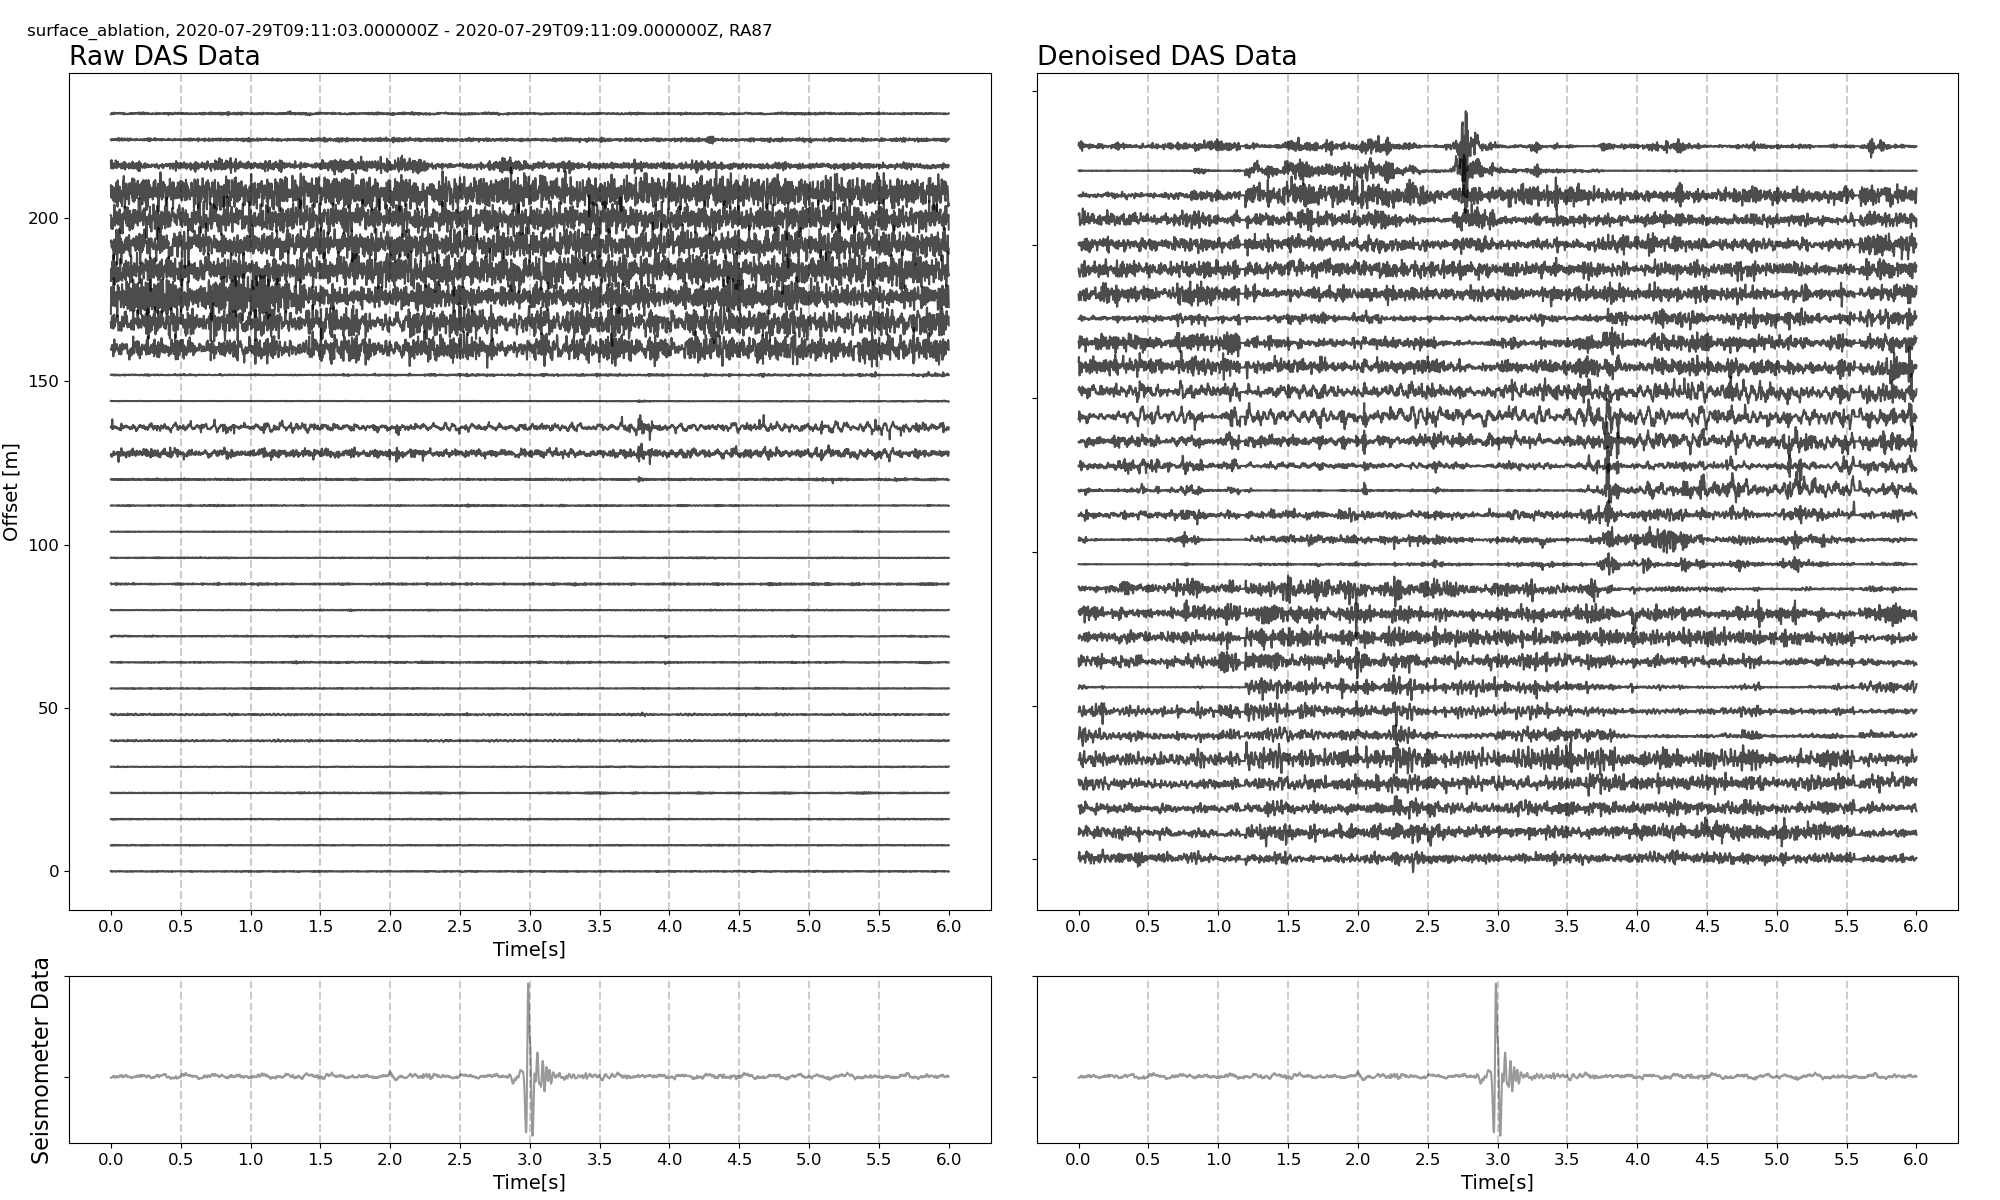 surface_ablation, 2020-07-29T09:11:03.000000Z - 2020-07-29T09:11:09.000000Z, RA87
Raw DAS Data
Denoised DAS Data
Offset [m]
200
150
100
50
0
0.0 0.5 1.0 1.5 2.0 2.5 3.0 3.5 4.0 4.5 5.0 5.5 6.0
Time[s]
0.0 0.5 1.0 1.5 2.0 2.5 3.0 3.5 4.0 4.5 5.0 5.5 6.0
Seismometer Data
0.0 0.5 1.0 1.5 2.0 2.5 3.0 3.5 4.0 4.5 5.0 5.5 6.0
Time[s]
0.0 0.5 1.0 1.5 2.0 2.5 3.0 3.5 4.0 4.5 5.0 5.5 6.0
Time[s]